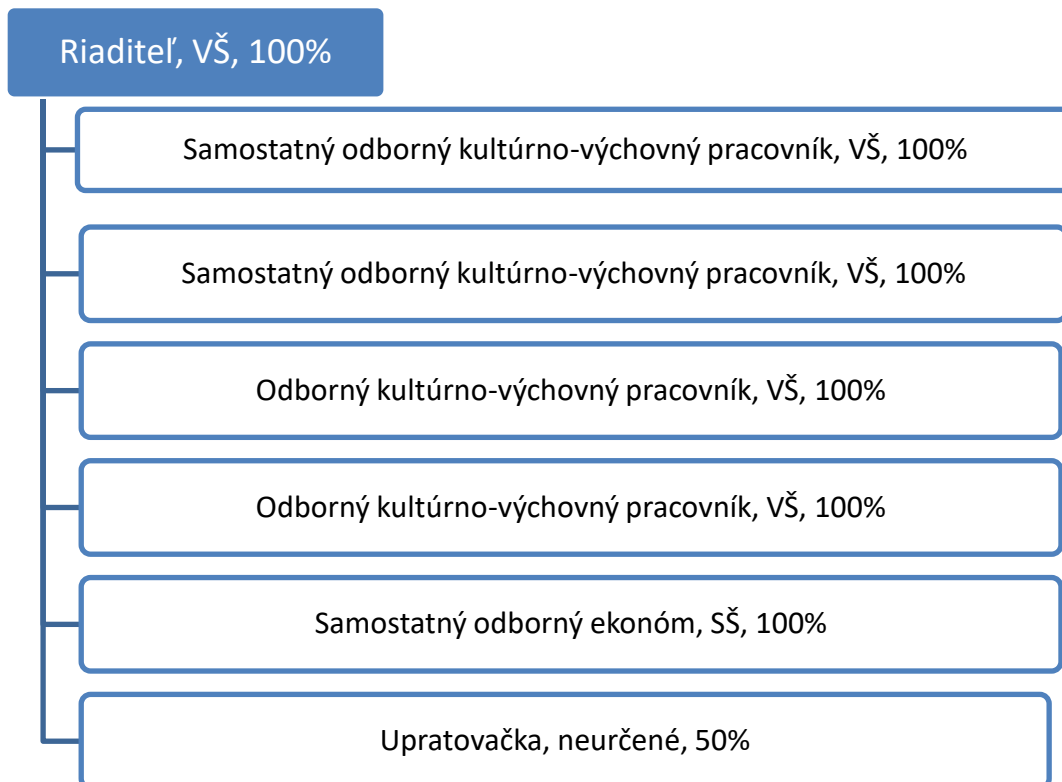 Riaditeľ, VŠ, 100%
Samostatný odborný kultúrno-výchovný pracovník, VŠ, 100%
Samostatný odborný kultúrno-výchovný pracovník, VŠ, 100%
Odborný kultúrno-výchovný pracovník, VŠ, 100%
Odborný kultúrno-výchovný pracovník, VŠ, 100%
Samostatný odborný ekonóm, SŠ, 100%
Upratovačka, neurčené, 50%